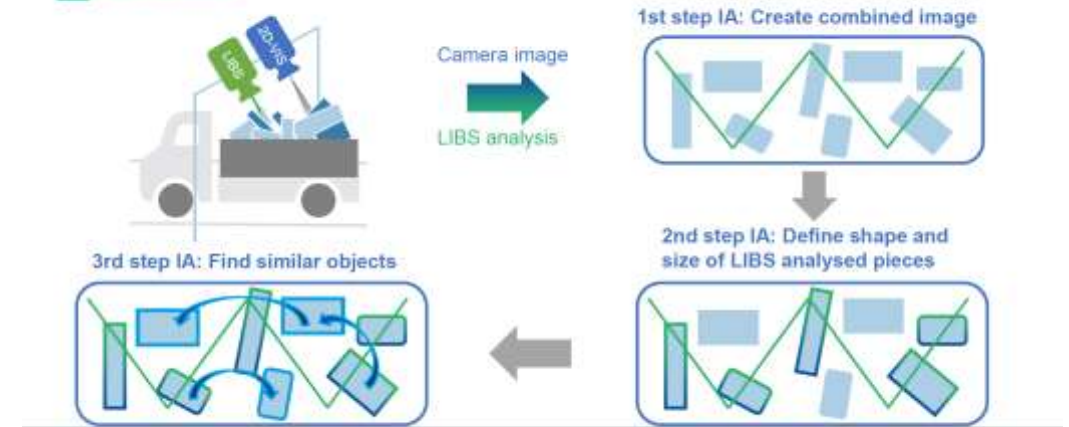 LIBS
2D-VIS
Camera image
LIBS analysis
1st step IA: Create combined image
2nd step IA: Define shape and
size of LIBS analysed pieces
3rd step IA: Find similar objects